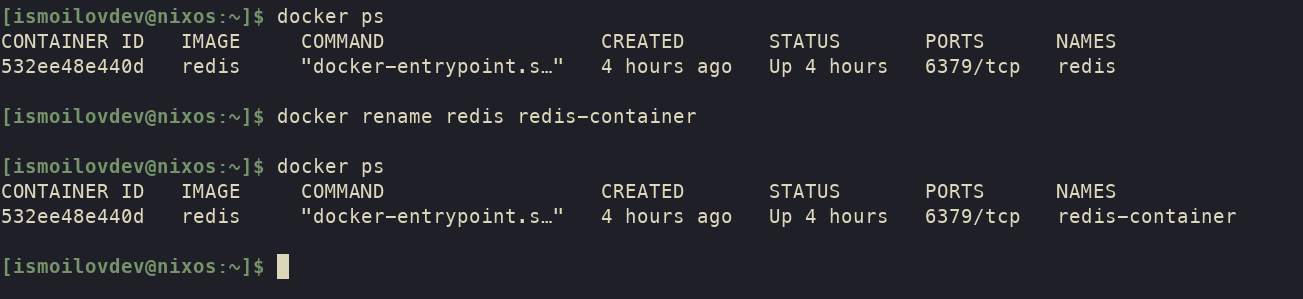 [ismoilovdev@nixos:~]$ docker ps
CONTAINER ID   IMAGE     COMMAND                  CREATED       STATUS       PORTS      NAMES
532ee48e440d   redis     "docker-entrypoint.s…"   4 hours ago   Up 4 hours   6379/tcp   redis
[ismoilovdev@nixos:~]$ docker rename redis redis-container
[ismoilovdev@nixos:~]$ docker ps
CONTAINER ID   IMAGE     COMMAND                  CREATED       STATUS       PORTS      NAMES
532ee48e440d   redis     "docker-entrypoint.s…"   4 hours ago   Up 4 hours   6379/tcp   redis-container
[ismoilovdev@nixos:~]$